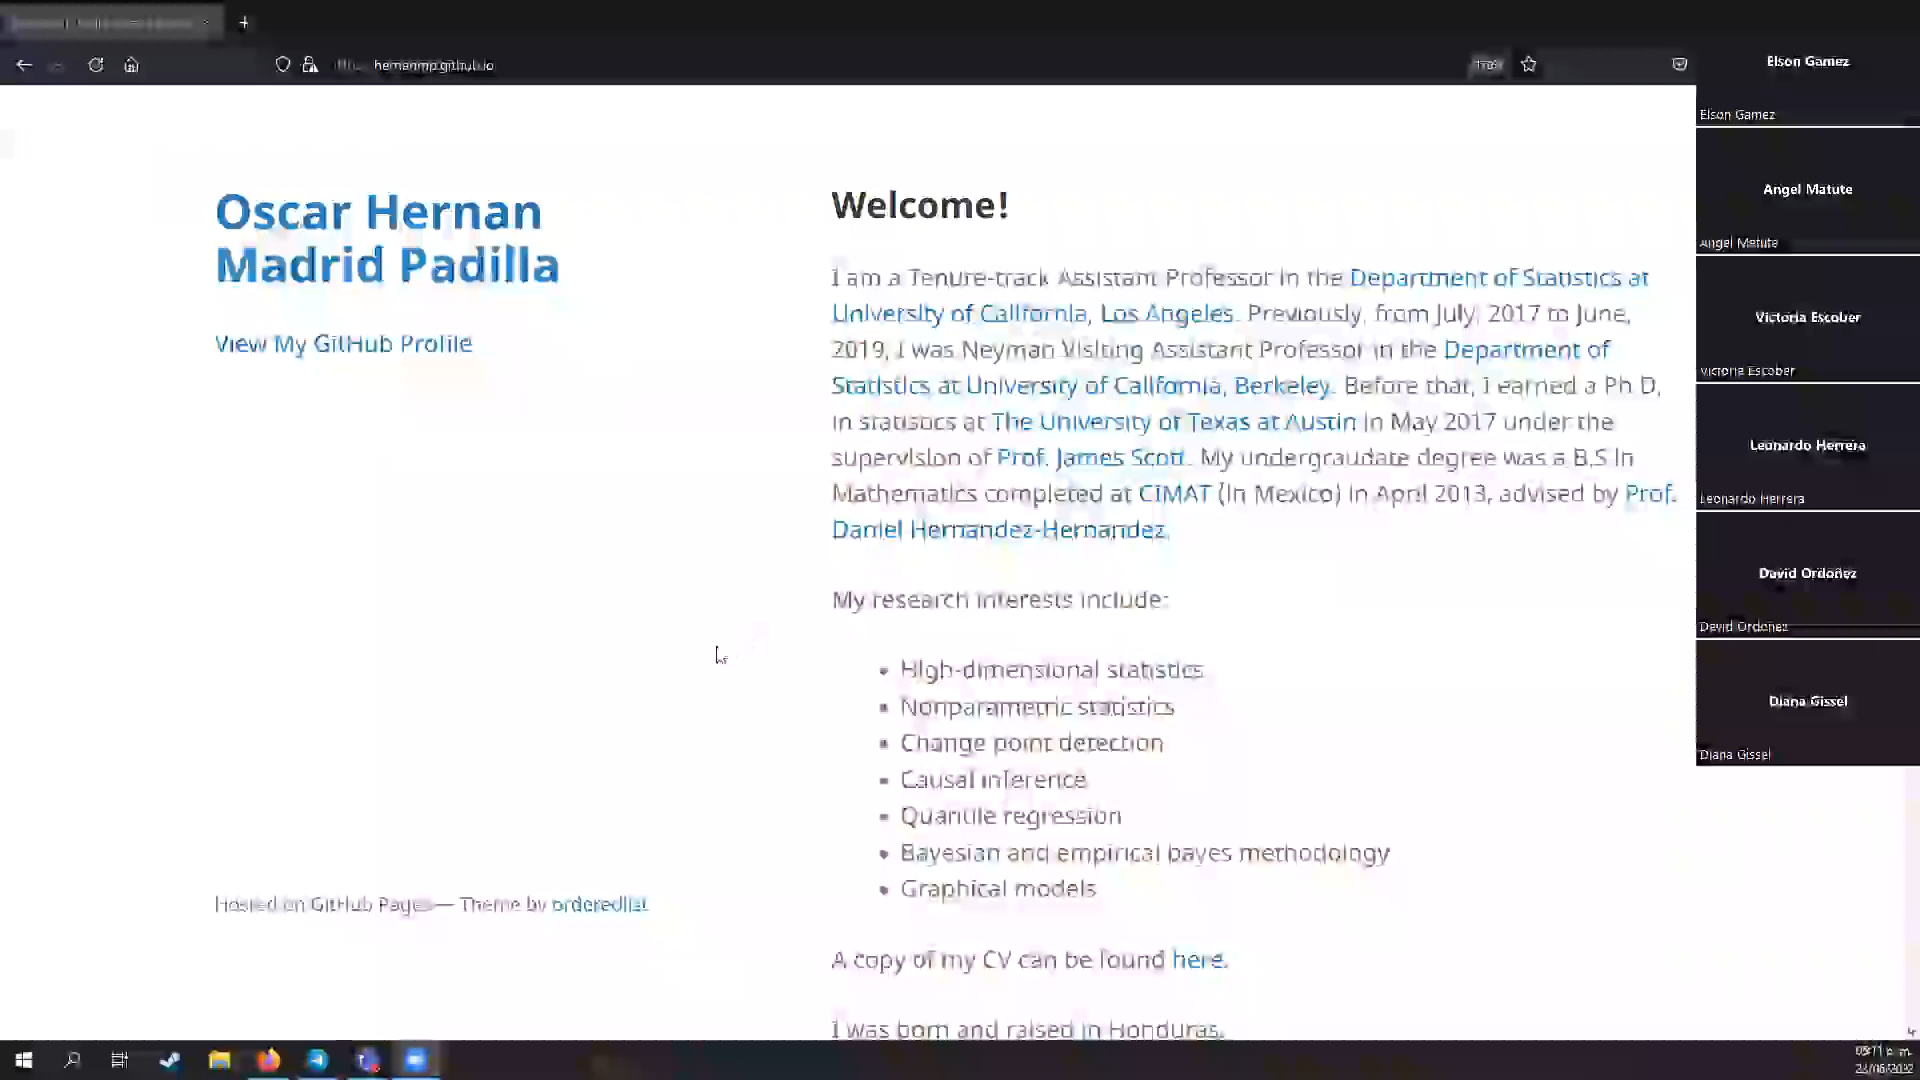 hernanmp.github.io
Oscar Hernan
Madrid Padilla
View My GitHub Profile
Hosted on GitHub Pages — Theme by orderedlist
Welcome!
I am a Tenure-track Assistant Professor in the Department of Statistics at
University of California, Los Angeles. Previously, from July, 2017 to June,
2019, I was Neyman Visiting Assistant Professor in the Department of
Statistics at University of California, Berkeley. Before that, I earned a Ph.D,
in statistics at The University of Texas at Austin in May 2017 under the
supervision of Prof. James Scott. My undergraudate degree was a B.S in
Mathematics completed at CIMAT (in Mexico) in April 2013, advised by Prof.
Daniel Hernandez-Hernandez.
My research interests include:
High-dimensional statistics
Nonparametric statistics
Change point detection
Causal inference
Quantile regression
Bayesian and empirical bayes methodology
Graphical models
A copy of my CV can be found here.
I was born and raised in Honduras.
Elson Gamez
Elson Gamez
Angel Matute
Angel Matute
Victoria Escober
Victoria Escober
Leonardo Herrera
Leonardo Herrera
David Ordoñez
David Ordoñez
Diana Gissel
Diana Gissel